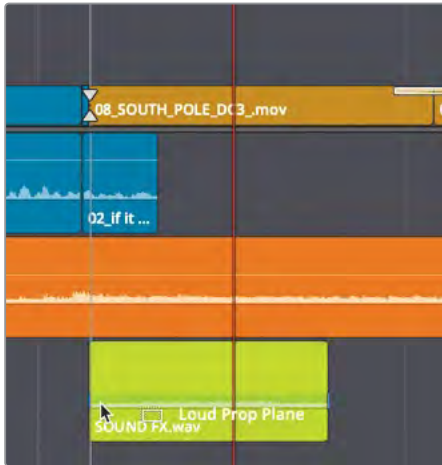 08_SOUTH_POLE_DC3_.mov
02_if it ...
Loud Prop Plane
SOUND FX.wav